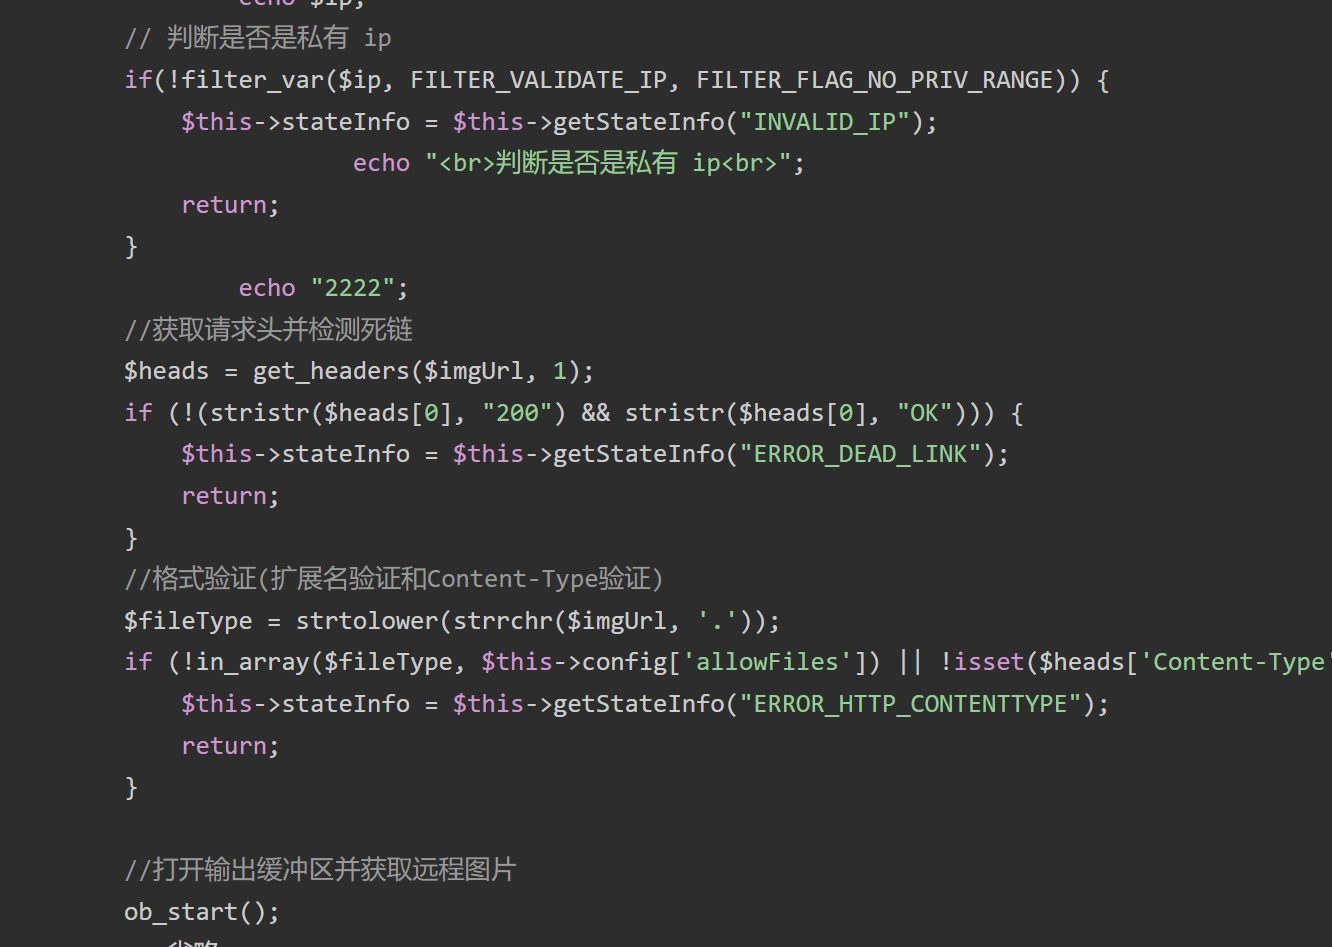 echo $ip;
// 判断是否是私有 ip
if(!filter_var($ip, FILTER_VALIDATE_IP, FILTER_FLAG_NO_PRIV_RANGE)) {
$this->stateInfo = $this->getStateInfo("INVALID_IP");
echo "<br>判断是否是私有 ip<br>";
return;
}
echo "2222";
//获取请求头并检测死链
$heads = get_headers($imgUrl, 1);
if (!(stristr($heads[0], "200") && stristr($heads[0], "OK"))) {
$this->stateInfo = $this->getStateInfo("ERROR_DEAD_LINK");
return;
}
//格式验证(扩展名验证和Content-Type验证)
$fileType = strtolower(strrchr($imgUrl, '.'));
if (!in_array($fileType, $this->config['allowFiles']) || !isset($heads['Content-Type'
$this->stateInfo = $this->getStateInfo("ERROR_HTTP_CONTENTTYPE");
return;
}
//打开输出缓冲区并获取远程图片
ob_start();